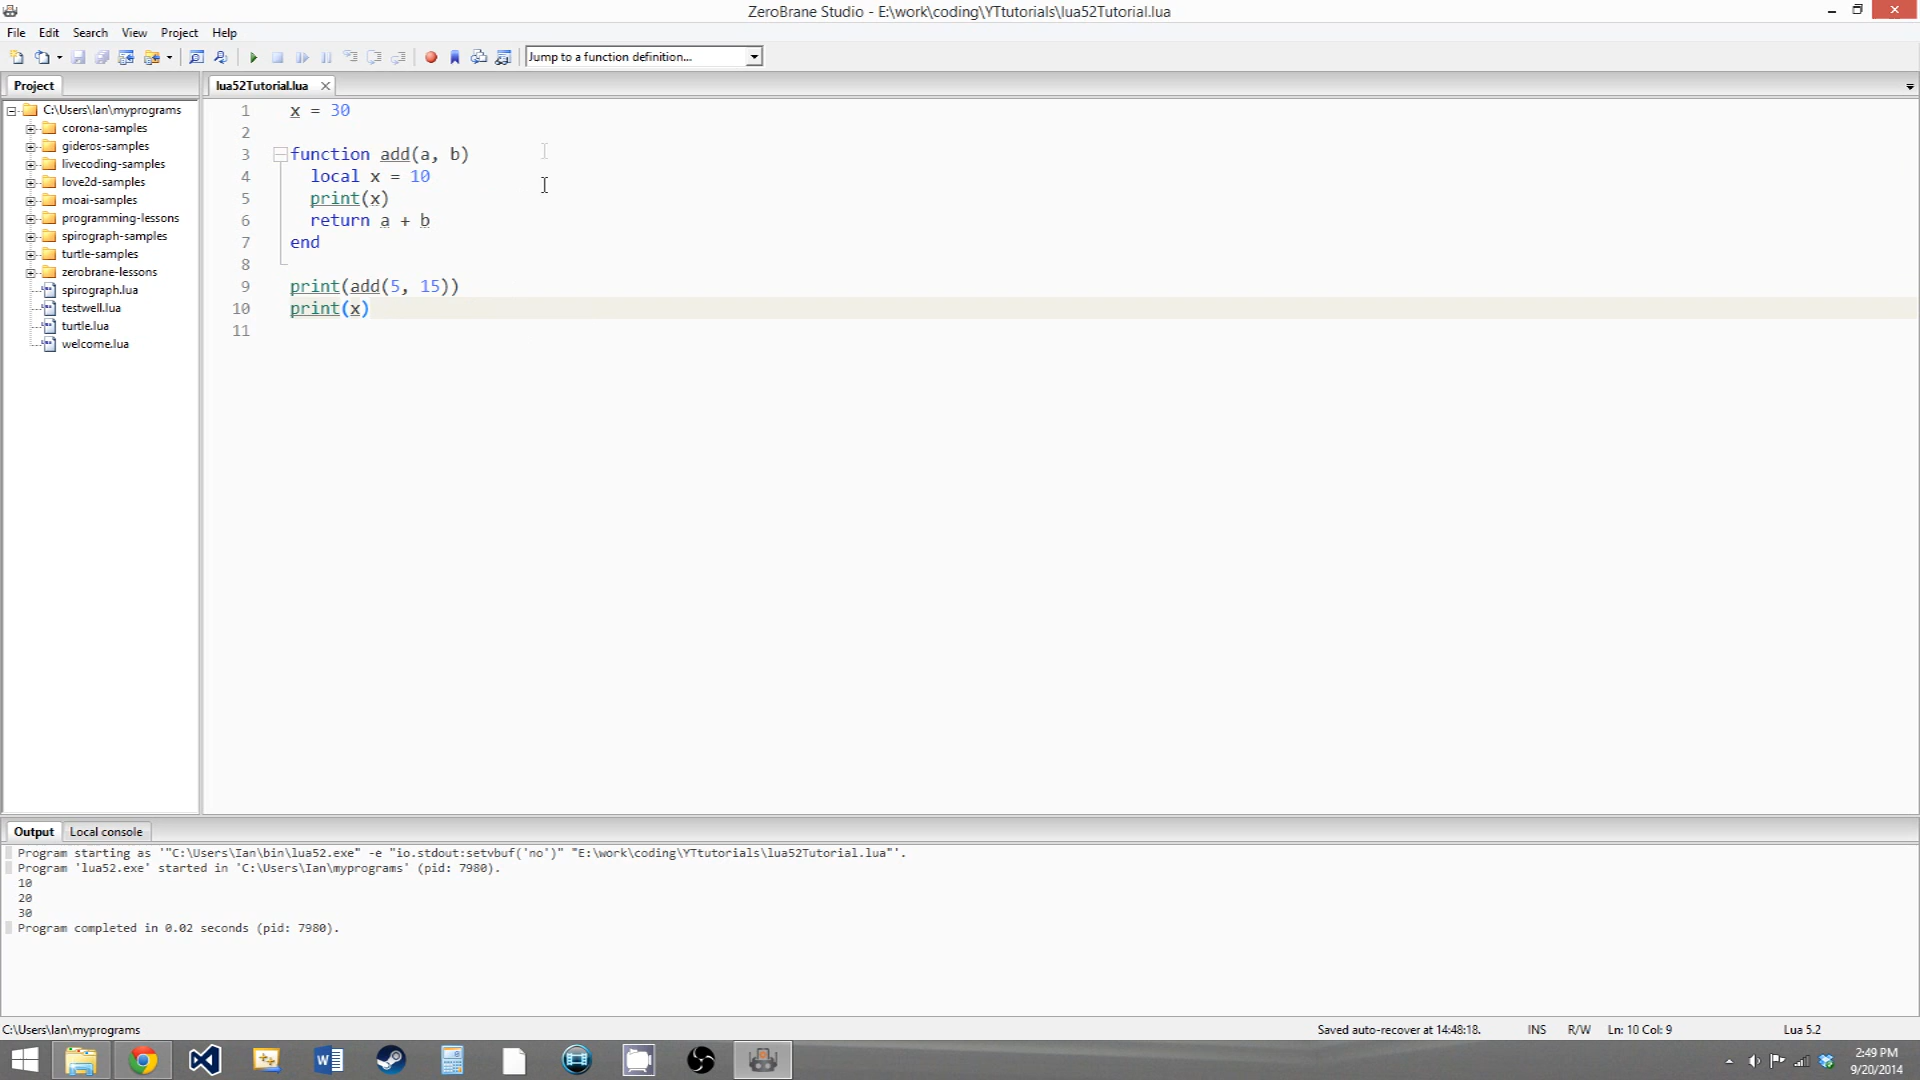 ZeroBrane Studio - E:\work\coding\YTtutorials\lua52Tutorial.lua
File Edit Search View Project Help
Jump to a function definition...
Project
lua52Tutorial.lua
C:\Users\Ian\myprograms
corona-samples
gideros-samples
livecoding-samples
love2d-samples
moai-samples
programming-lessons
spirograph-samples
turtle-samples
zerobrane-lessons
spirograph.lua
testwell.lua
turtle.lua
welcome.lua
1 x = 30
2
3 function add(a, b)
4 local x = 10
5 print(x)
6 return a + b
7 end
8
9 print(add(5, 15))
10 print(x)
11
Output Local console
Program starting as '"C:\Users\Ian\bin\lua52.exe" -e "io.stdout:setvbuf('no')" "E:\work\coding\YTtutorials\lua52Tutorial.lua"'.
Program 'lua52.exe' started in 'C:\Users\Ian\myprograms' (pid: 7980).
10
20
30
Program completed in 0.02 seconds (pid: 7980).
C:\Users\Ian\myprograms Saved auto-recover at 14:48:18. INS R/W Ln: 10 Col: 9 Lua 5.2
2:49 PM
9/20/2014